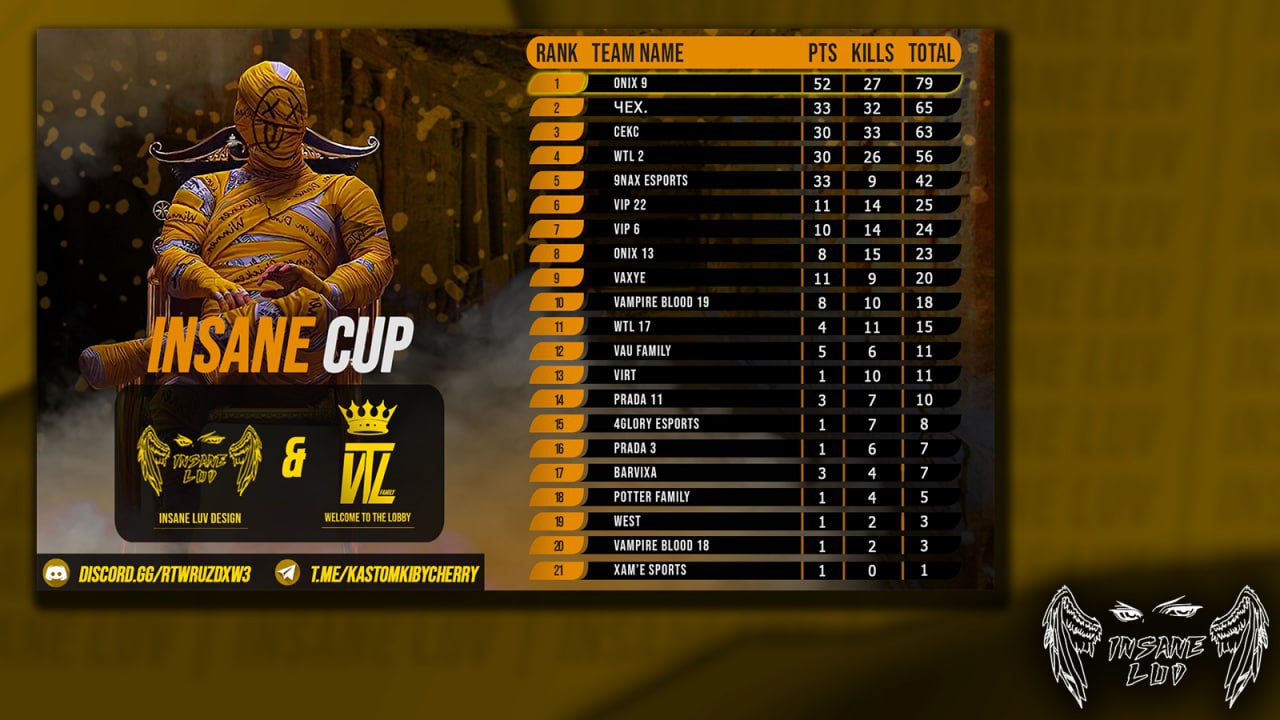 RANK TEAM NAME PTS KILLS TOTAL
1 ONIX 9 52 27 79
2 ЧЕХ. 33 32 65
3 СЕКС 30 33 63
4 WTL 2 30 26 56
5 9NAX ESPORTS 33 9 42
6 VIP 22 11 14 25
7 VIP 6 10 14 24
8 ONIX 13 8 15 23
9 VAXYE 11 9 20
10 VAMPIRE BLOOD 19 8 10 18
11 WTL 17 4 11 15
12 VAU FAMILY 5 6 11
13 VIRT 1 10 11
14 PRADA 11 3 7 10
15 4GLORY ESPORTS 1 7 8
16 PRADA 3 1 6 7
17 BARVIXA 3 4 7
18 POTTER FAMILY 1 4 5
19 WEST 1 2 3
20 VAMPIRE BLOOD 18 1 2 3
21 XAM'E SPORTS 1 0 1
INSANE CUP
INSANE
LUV
&
WTL
FAMILY
INSANE LUV DESIGN
WELCOME TO THE LOBBY
DISCORD.GG/RTWRUZDXW3
T.ME/KASTOMKIBYCHERRY
INSANE
LUV